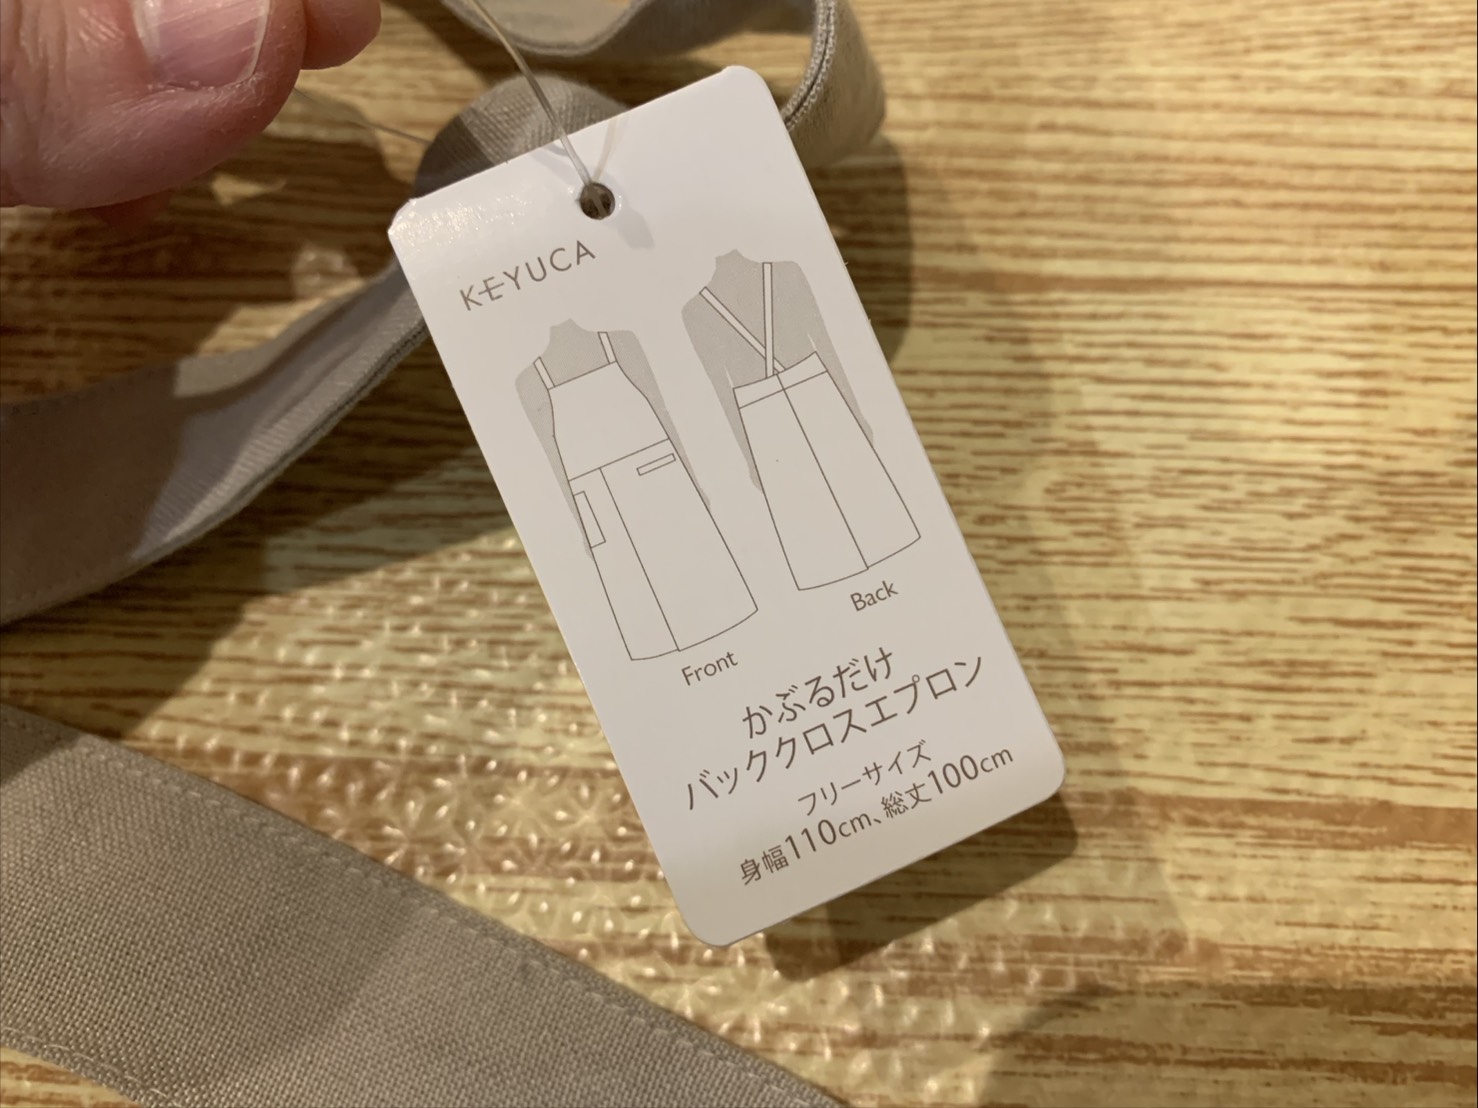 KEYUCA
Front
Back
かぶるだけ
バッククロスエプロン
フリーサイズ
身幅110cm、総丈100cm